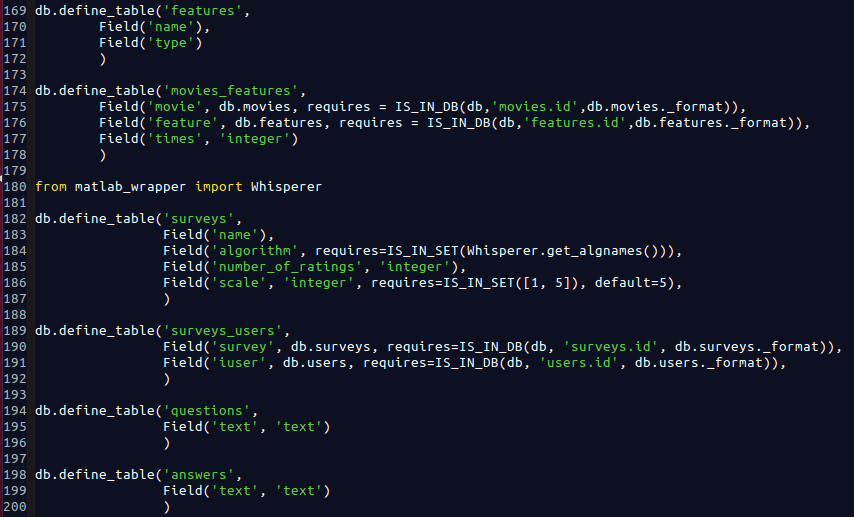 169 db.define_table('features',
170         Field('name'),
171         Field('type')
172         )
173
174 db.define_table('movies_features',
175         Field('movie', db.movies, requires = IS_IN_DB(db,'movies.id',db.movies._format)),
176         Field('feature', db.features, requires = IS_IN_DB(db,'features.id',db.features._format)),
177         Field('times', 'integer')
178         )
179
180 from matlab_wrapper import Whisperer
181
182 db.define_table('surveys',
183                 Field('name'),
184                 Field('algorithm', requires=IS_IN_SET(Whisperer.get_algnames())),
185                 Field('number_of_ratings', 'integer'),
186                 Field('scale', 'integer', requires=IS_IN_SET([1, 5]), default=5),
187                 )
188
189 db.define_table('surveys_users',
190                 Field('survey', db.surveys, requires=IS_IN_DB(db, 'surveys.id', db.surveys._format)),
191                 Field('iuser', db.users, requires=IS_IN_DB(db, 'users.id', db.users._format)),
192                 )
193
194 db.define_table('questions',
195                 Field('text', 'text')
196                 )
197
198 db.define_table('answers',
199                 Field('text', 'text')
200                 )